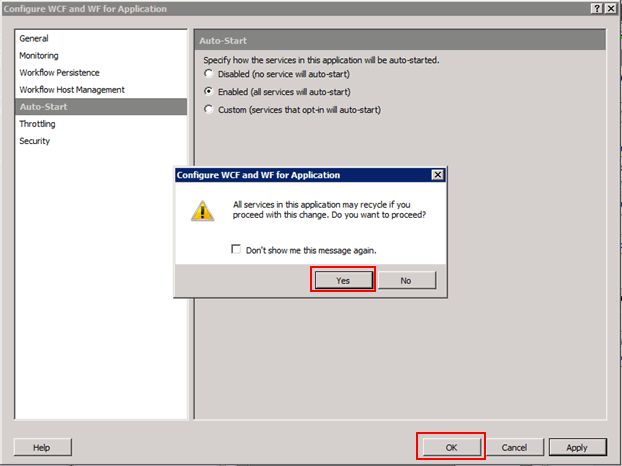 Configure WCF and WF for Application
General
Monitoring
Workflow Persistence
Workflow Host Management
Auto-Start
Throttling
Security
Auto-Start
Specify how the services in this application will be auto-started.
Disabled (no service will auto-start)
Enabled (all services will auto-start)
Custom (services that opt-in will auto-start)
Configure WCF and WF for Application
All services in this application may recycle if you
proceed with this change. Do you want to proceed?
Don't show me this message again.
Yes
No
Help
OK
Cancel
Apply